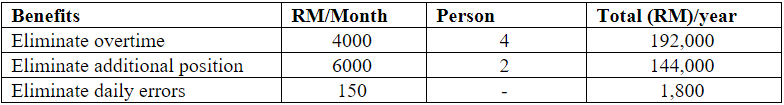 Benefits RM/Month Person Total (RM)/year
Eliminate overtime 4000 4 192,000
Eliminate additional position 6000 2 144,000
Eliminate daily errors 150 - 1,800